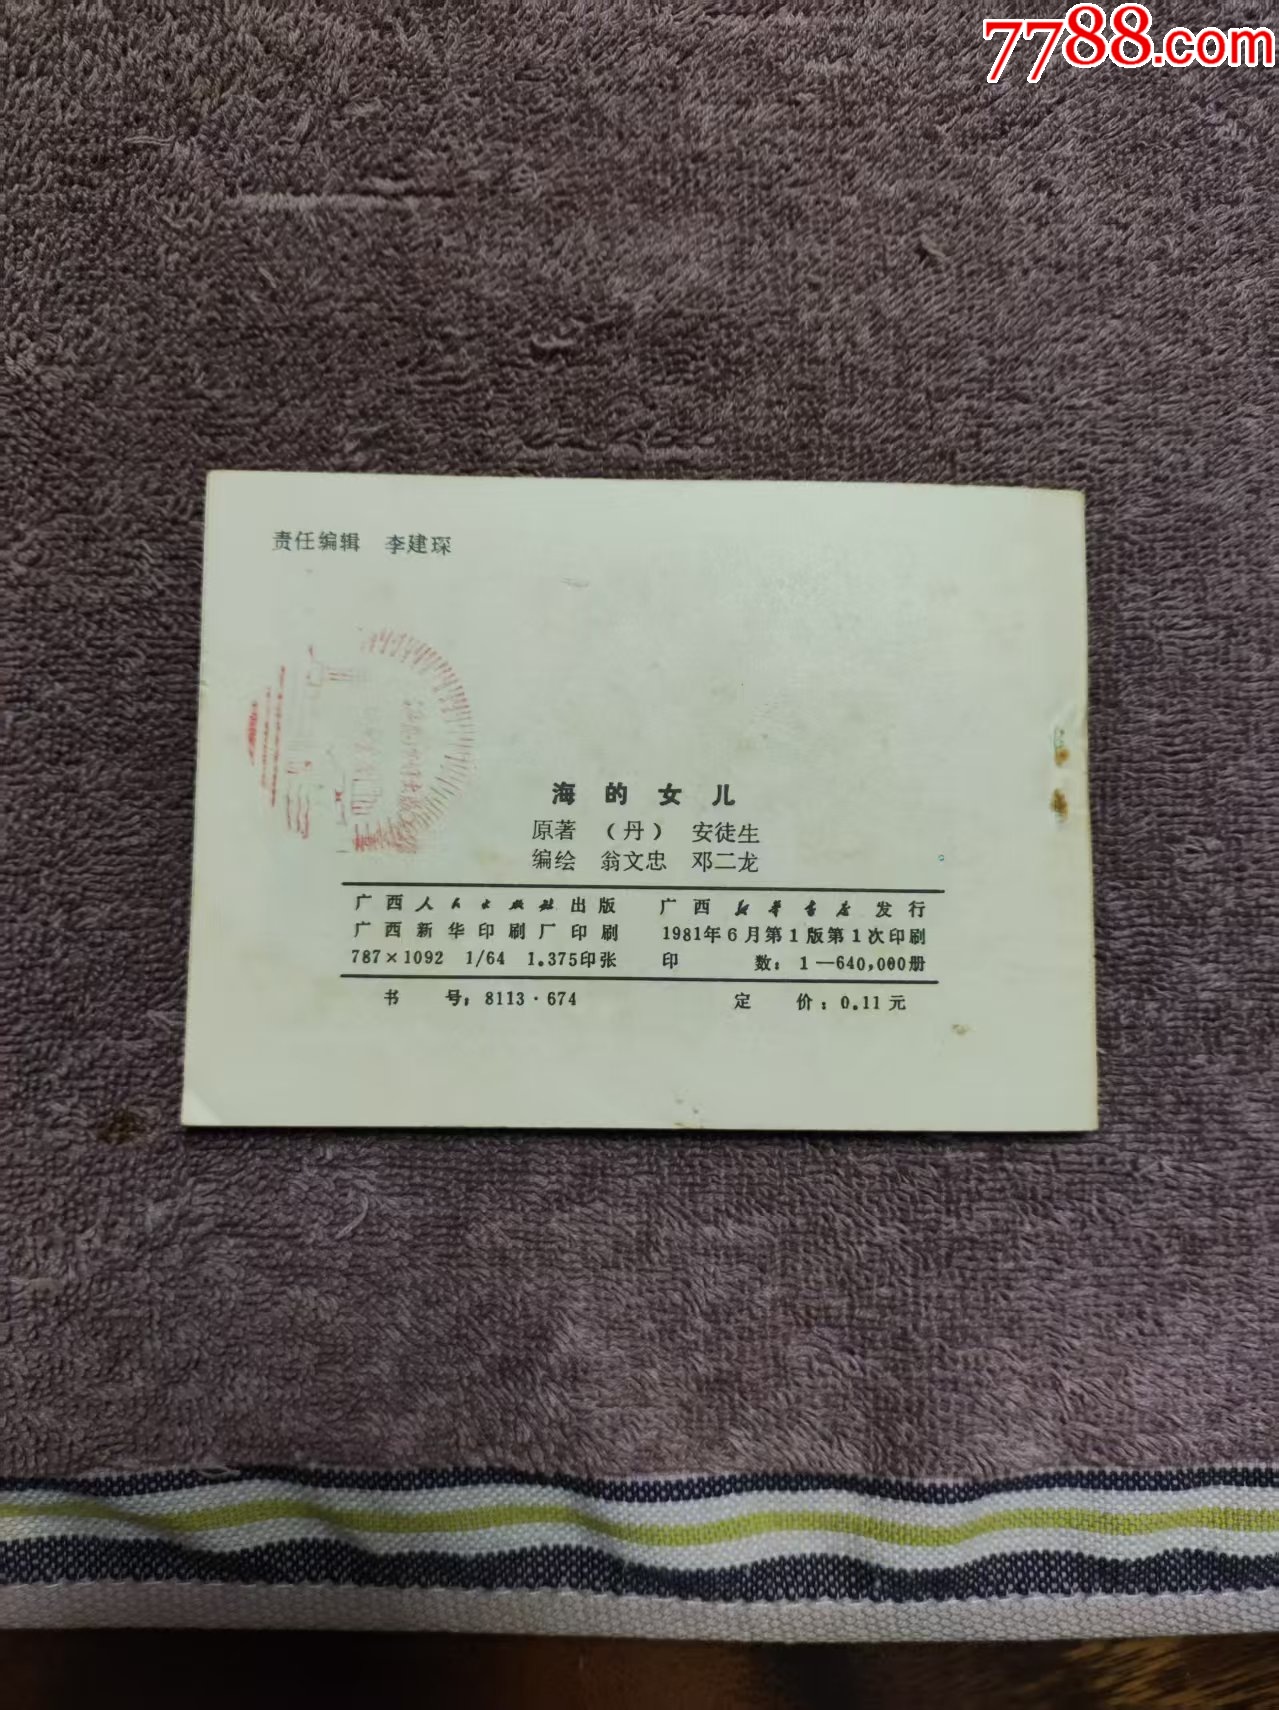 7788.com
责任编辑 李建琛
海的女儿
原著 （丹） 安徒生
编绘 翁文忠 邓二龙
广西人民出版社出版 广西新华书店发行
广西新华印刷厂印刷 1981年6月第1版第1次印刷
787×1092 1/64 1.375印张 印 数：1—640,000册
书 号：8113·674 定 价：0.11元